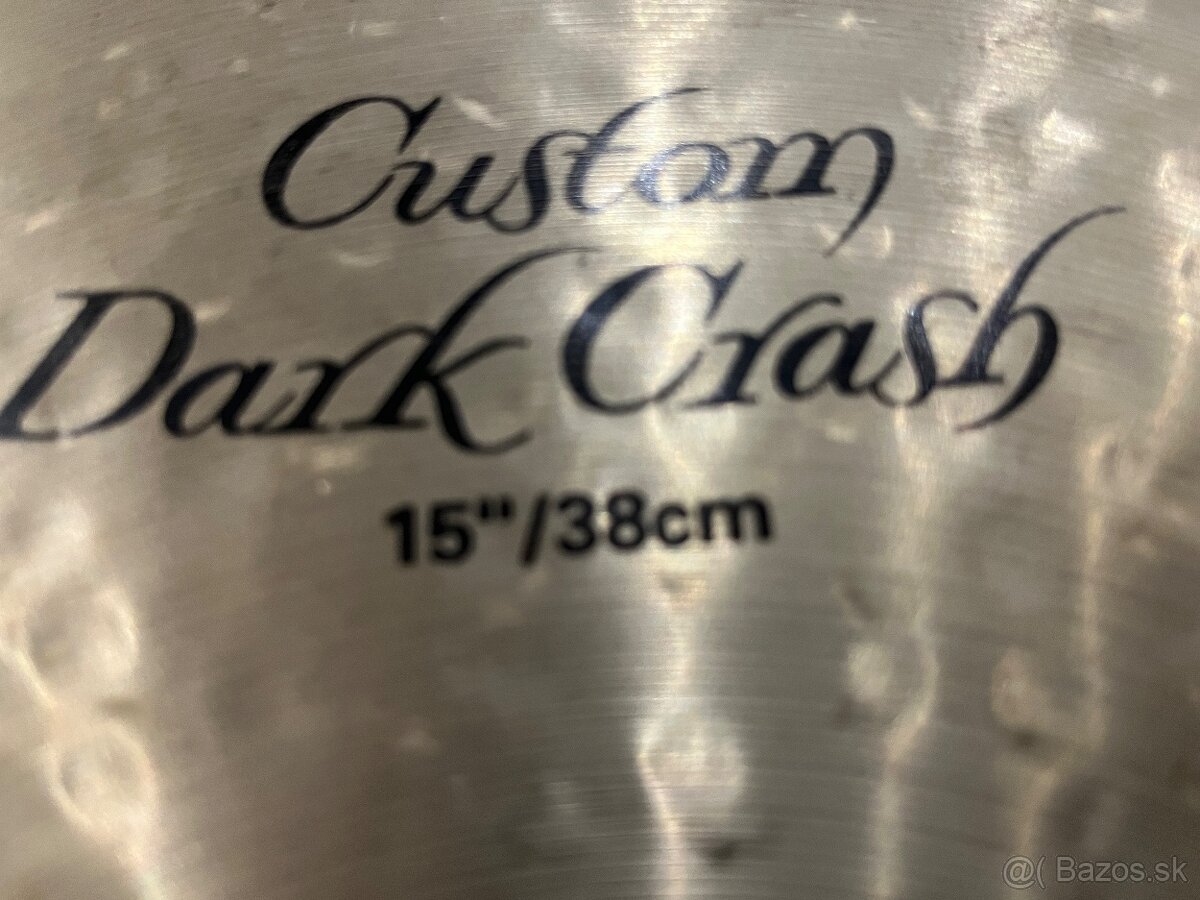 Custom
Dark Crash
15"/38cm
@( Bazos.sk